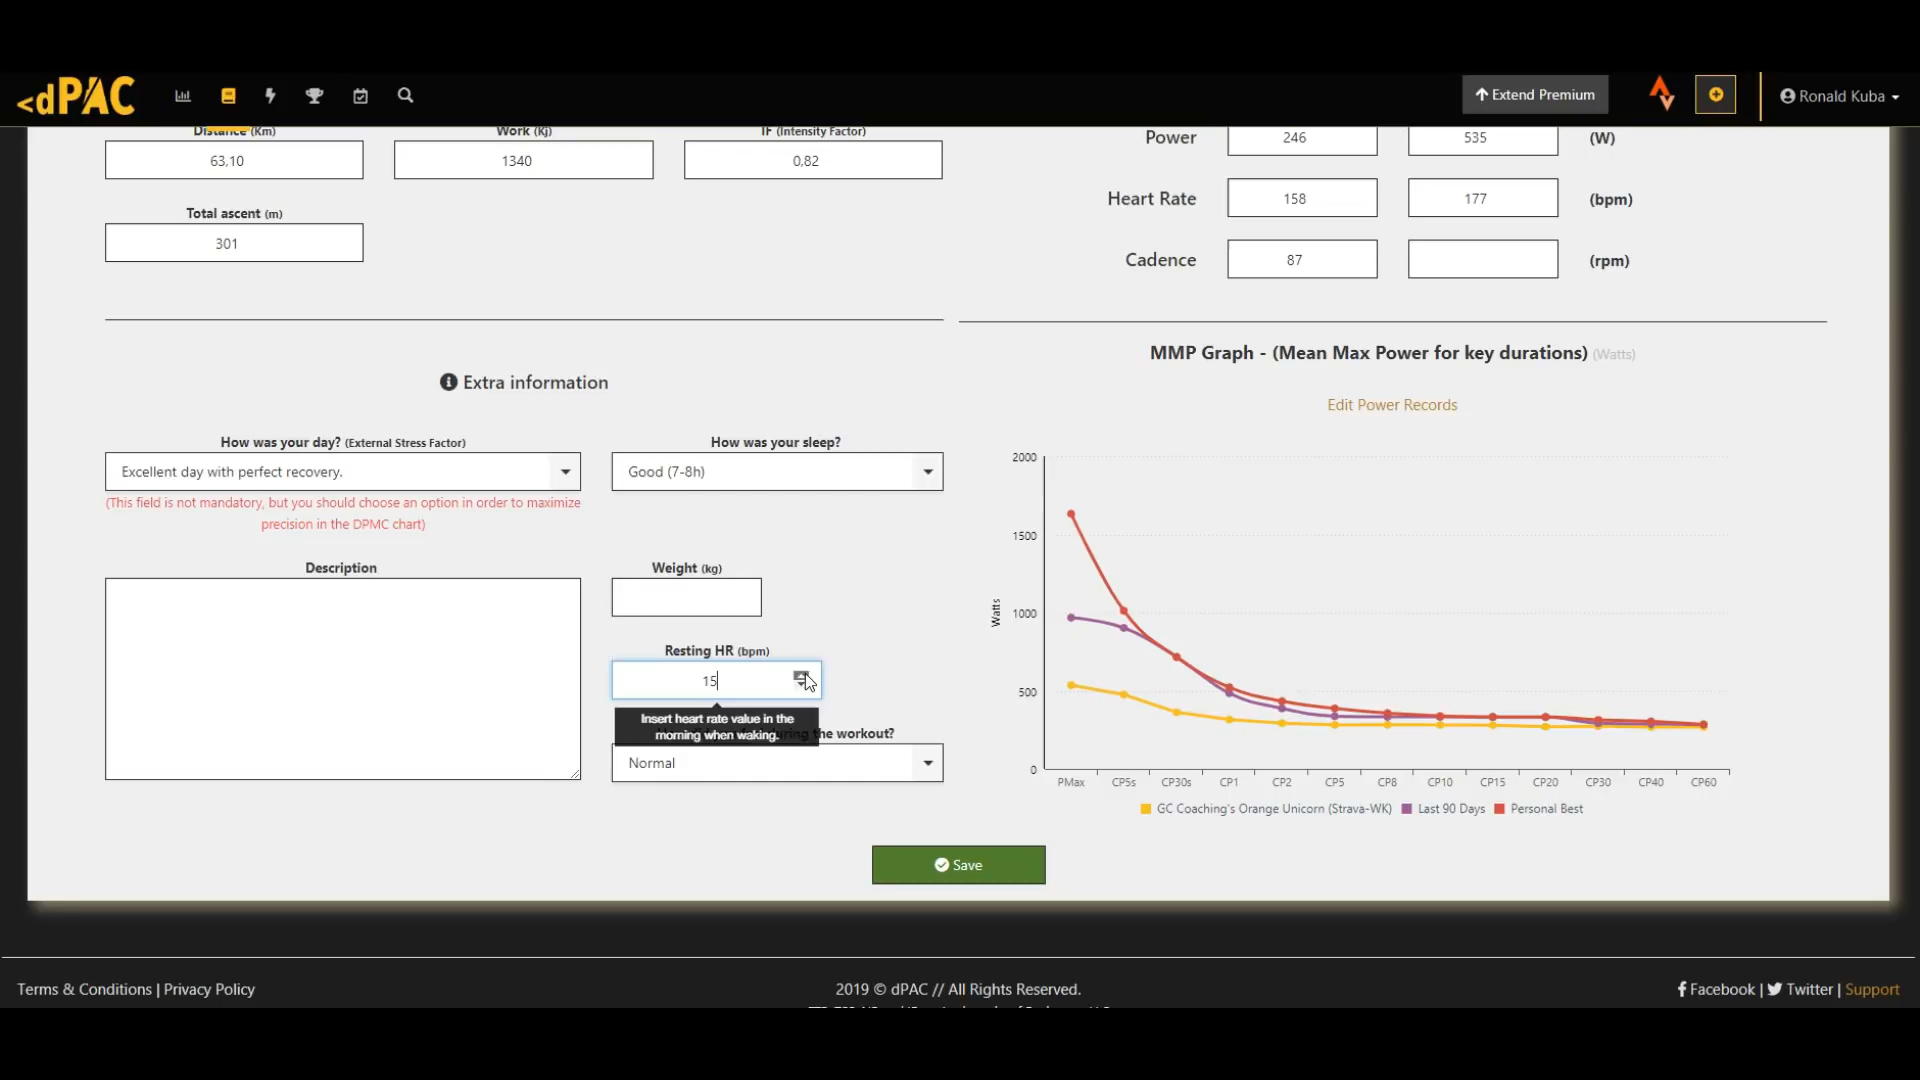 <dPAC
Extend Premium
Ronald Kuba
Distance (Km)
Work (Kj)
IF (Intensity Factor)
63,10
1340
0,82
Total ascent (m)
301
Power
246
535
(W)
Heart Rate
158
177
(bpm)
Cadence
87
(rpm)
Extra information
How was your day? (External Stress Factor)
Excellent day with perfect recovery.
(This field is not mandatory, but you should choose an option in order to maximize
precision in the DPMC chart)
How was your sleep?
Good (7-8h)
Description
Weight (kg)
Resting HR (bpm)
15
Insert heart rate value in the
morning when waking.
the workout?
Normal
MMP Graph - (Mean Max Power for key durations) (Watts)
Edit Power Records
2000
1500
1000
500
0
Watts
PMax
CP5s
CP30s
CP1
CP2
CP5
CP8
CP10
CP15
CP20
CP30
CP40
CP60
GC Coaching's Orange Unicorn (Strava-WK)
Last 90 Days
Personal Best
Save
Terms & Conditions | Privacy Policy
2019 © dPAC // All Rights Reserved.
Facebook | Twitter | Support